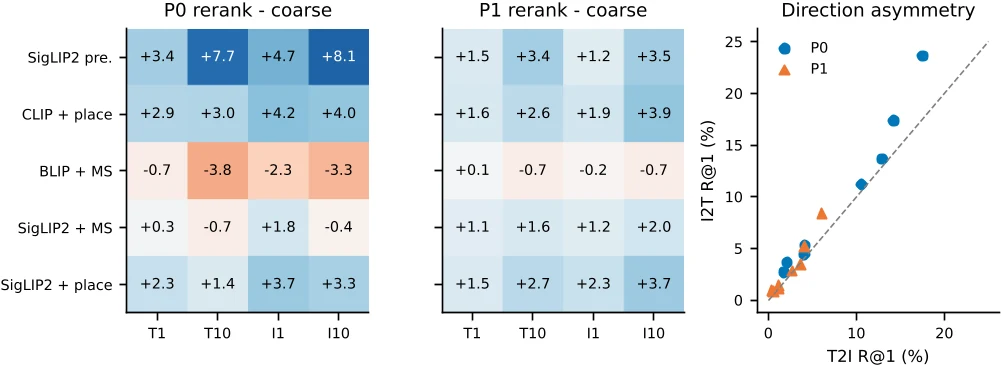 P0 rerank - coarse
SigLIP2 pre. +3.4 +7.7 +4.7 +8.1
CLIP + place +2.9 +3.0 +4.2 +4.0
BLIP + MS -0.7 -3.8 -2.3 -3.3
SigLIP2 + MS +0.3 -0.7 +1.8 -0.4
SigLIP2 + place +2.3 +1.4 +3.7 +3.3
T1 T10 I1 I10
P1 rerank - coarse
+1.5 +3.4 +1.2 +3.5
+1.6 +2.6 +1.9 +3.9
+0.1 -0.7 -0.2 -0.7
+1.1 +1.6 +1.2 +2.0
+1.5 +2.7 +2.3 +3.7
T1 T10 I1 I10
Direction asymmetry
P0
P1
I2T R@1 (%)
25
20
15
10
5
0
0 10 20
T2I R@1 (%)